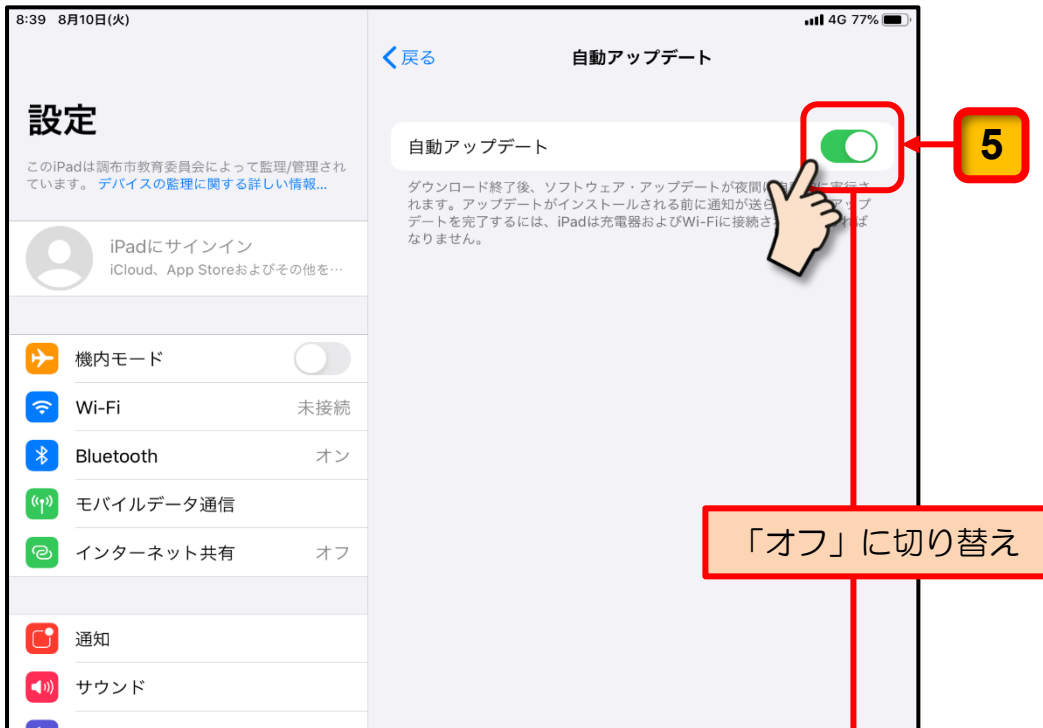 8:39 8月10日(火)
4G 77%
戻る
自動アップデート
設定
このiPadは調布市教育委員会によって監理/管理され
ています。 デバイスの監理に関する詳しい情報...
自動アップデート
5
ダウンロード終了後、ソフトウェア・アップデートが夜間に
れます。アップデートがインストールされる前に通知が送ら
デートを完了するには、iPadは充電器およびWi-Fiに接続さ
なりません。
iPadにサインイン
iCloud、App Storeおよびその他を…
機内モード
Wi-Fi 未接続
Bluetooth オン
モバイルデータ通信
インターネット共有 オフ
「オフ」に切り替え
通知
サウンド